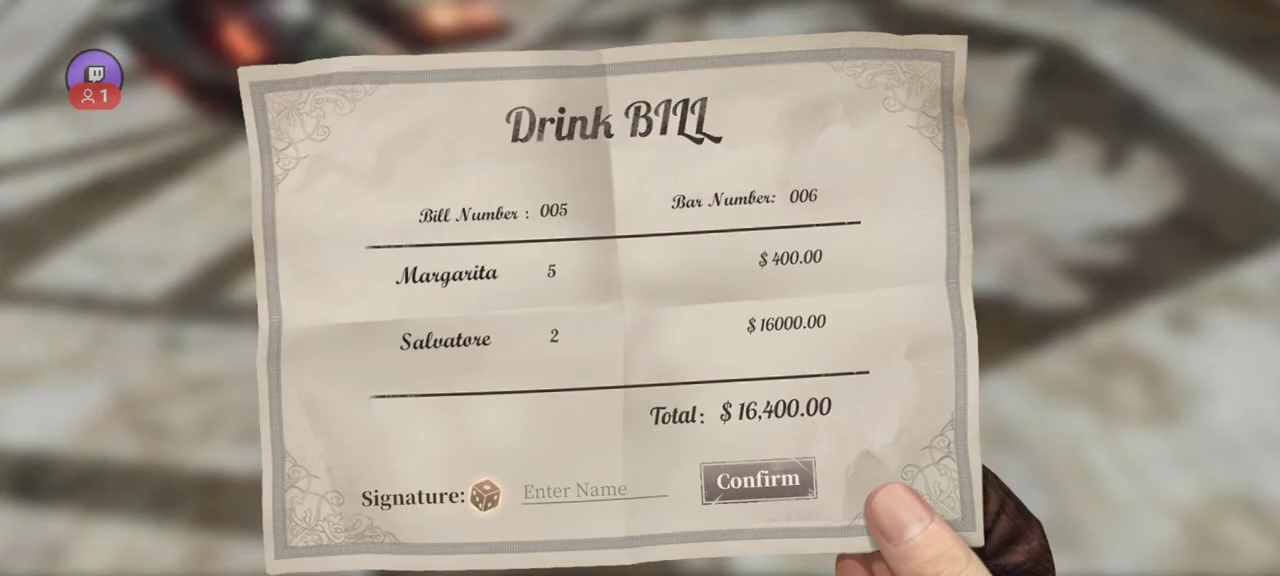 1
Drink BILL
Bill Number : 005 Bar Number: 006
Margarita 5 $ 400.00
Salvatore 2 $ 16000.00
Total: $ 16,400.00
Signature: Enter Name Confirm